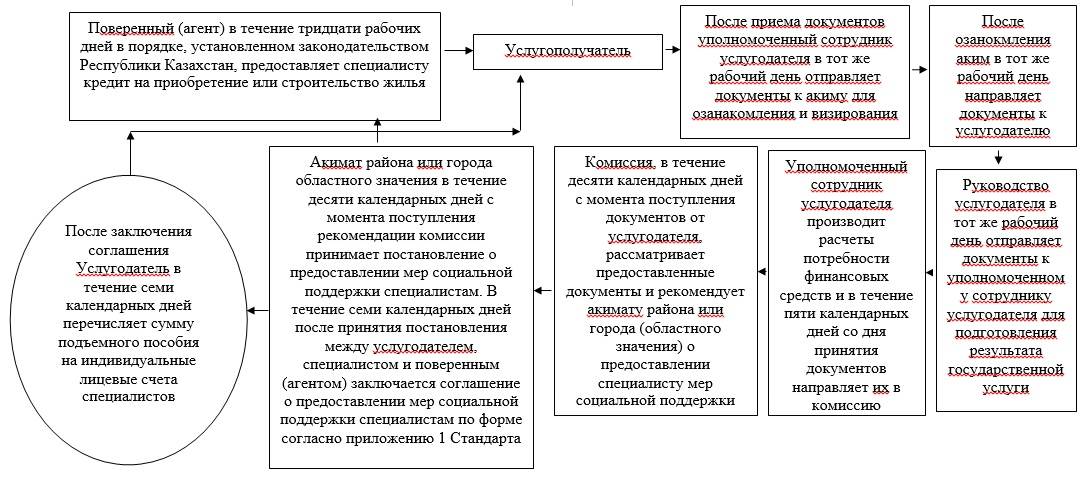 Поверенный (агент) в течение тридцати рабочих
дней в порядке, установленном законодательством
Республики Казахстан, предоставляет специалисту
кредит на приобретение или строительство жилья
Услугополучатель
После приема документов
уполномоченный сотрудник
услугодателя в тот же
рабочий день отправляет
документы к акиму для
озанакомления и визирования
После
озанокмления
аким в тот же
рабочий день
направляет
документы к
услугодателю
Руководство
услугодателя в
тот же рабочий
день отправляет
документы к
уполномоченном
у сотруднику
услугодателя для
подготовления
результата
государственной
услуги
Уполномоченный
сотрудник
услугодателя
производит
расчеты
потребности
финансовых
средств и в течение
пяти календарных
дней со дня
принятия
документов
направляет их в
комиссию
Комиссия, в течение
десяти календарных дней
с момента поступления
документов от
услугодателя,
рассматривает
предоставленные
документы и рекомендует
акимату района или
города (областного
значения) о
предоставлении
специалисту мер
социальной поддержки
Акимат района или города
областного значения в течение
десяти календарных дней с
момента поступления
рекомендации комиссии
принимает постановление о
предоставлении мер социальной
поддержки специалистам. В
течение семи календарных дней
после принятия постановления
между услугодателем,
специалистом и поверенным
(агентом) заключается соглашение
о предоставлении мер социальной
поддержки специалистам по форме
согласно приложению 1 Стандарта
После заключения
соглашения
Услугодатель в
течение семи
календарных дней
перечисляет сумму
подъемного пособия
на индивидуальные
лицевые счета
специалистов